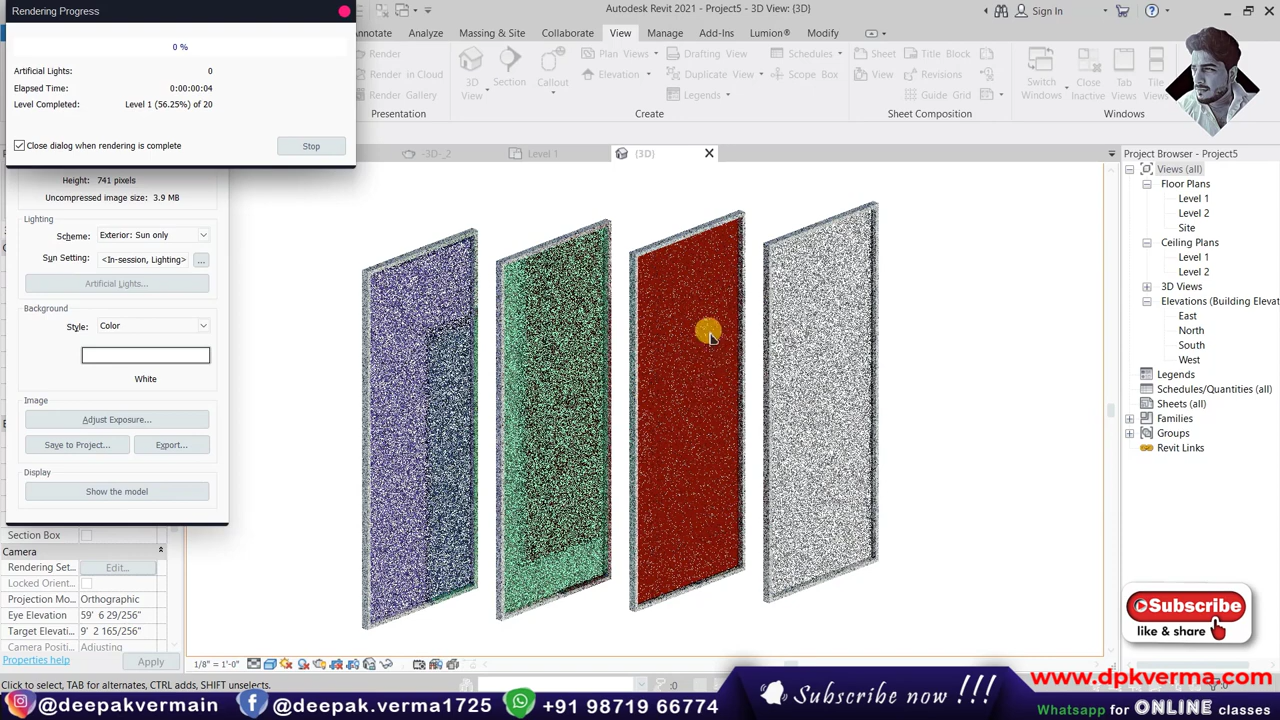 Rendering Progress
Autodesk Revit 2021 - Project5 - 3D View: {3D}
Sign In
0 %
Artificial Lights: 0
Elapsed Time: 0:00:00:04
Level Completed: Level 1 (56.25%) of 20
Close dialog when rendering is complete
Stop
Annotate Analyze Massing & Site Collaborate View Manage Add-Ins Lumion® Modify
Render
Render in Cloud
Render Gallery
Presentation
3D View
Section
Callout
Plan Views
Elevation
Drafting View
Duplicate View
Legends
Schedules
Scope Box
Create
Sheet
View
Title Block
Revisions
Guide Grid
Sheet Composition
Switch Windows
Close Inactive
Tab Views
Tile Views
Windows
-3D-_2
Level 1
{3D}
Project Browser - Project5
Height: 741 pixels
Uncompressed image size: 3.9 MB
Lighting
Scheme: Exterior: Sun only
Sun Setting: <In-session, Lighting> ...
Artificial Lights...
Background
Style: Color
White
Image
Adjust Exposure...
Save to Project... Export...
Display
Show the model
Section Box
Camera
Rendering Set... Edit...
Locked Orient...
Projection Mo... Orthographic
Eye Elevation 59' 6 29/256"
Target Elevati... 9' 2 165/256"
Camera Positi... Adjusting
Properties help
Apply
1/8" = 1'-0"
Click to select, TAB for alternates, CTRL adds, SHIFT unselects.
:0
Views (all)
Floor Plans
Level 1
Level 2
Site
Ceiling Plans
Level 1
Level 2
3D Views
Elevations (Building Elevat
East
North
South
West
Legends
Schedules/Quantities (all)
Sheets (all)
Families
Groups
Revit Links
Subscribe
like & share
www.dpkverma.com
@deepak.vermain
@deepak.verma1725
+91 98719 66774
Subscribe now !!!
Whatsapp for ONLINE classes